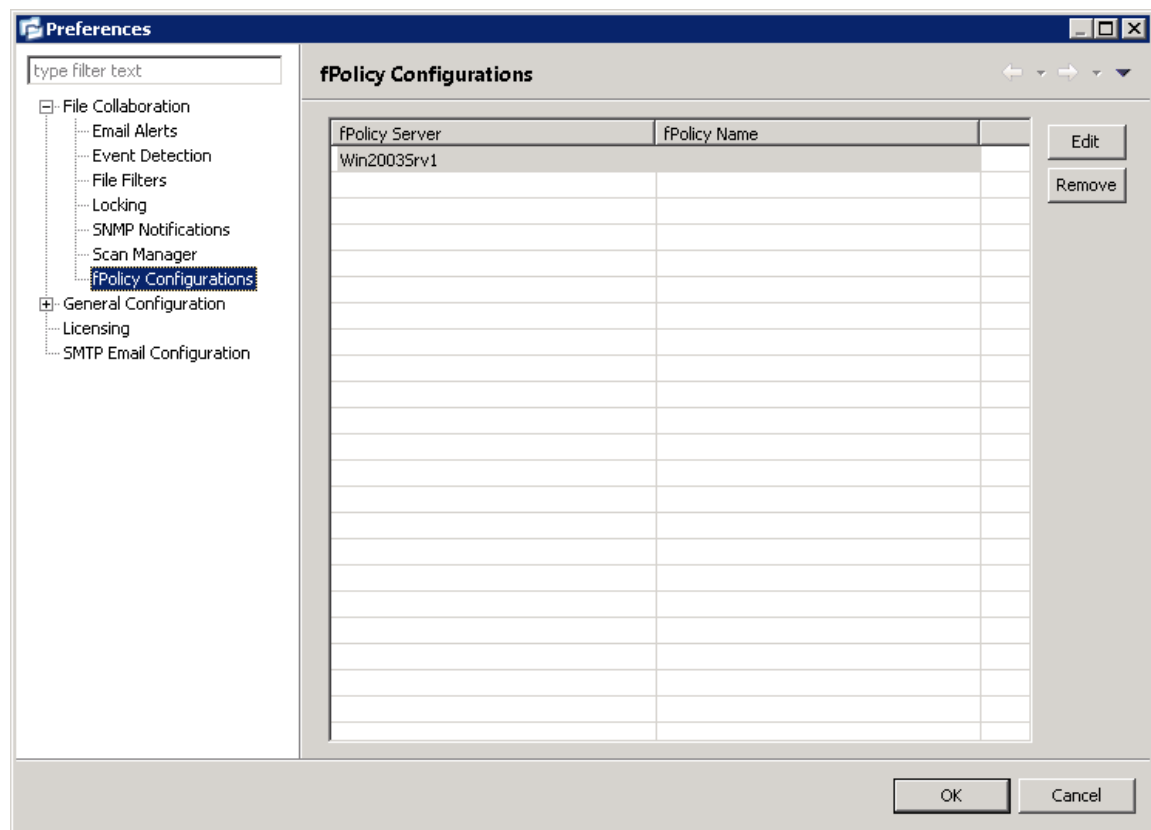 Preferences
type filter text
File Collaboration
Email Alerts
Event Detection
File Filters
Locking
SNMP Notifications
Scan Manager
fPolicy Configurations
General Configuration
Licensing
SMTP Email Configuration
fPolicy Configurations
fPolicy Server fPolicy Name
Win2003Srv1
Edit
Remove
OK Cancel